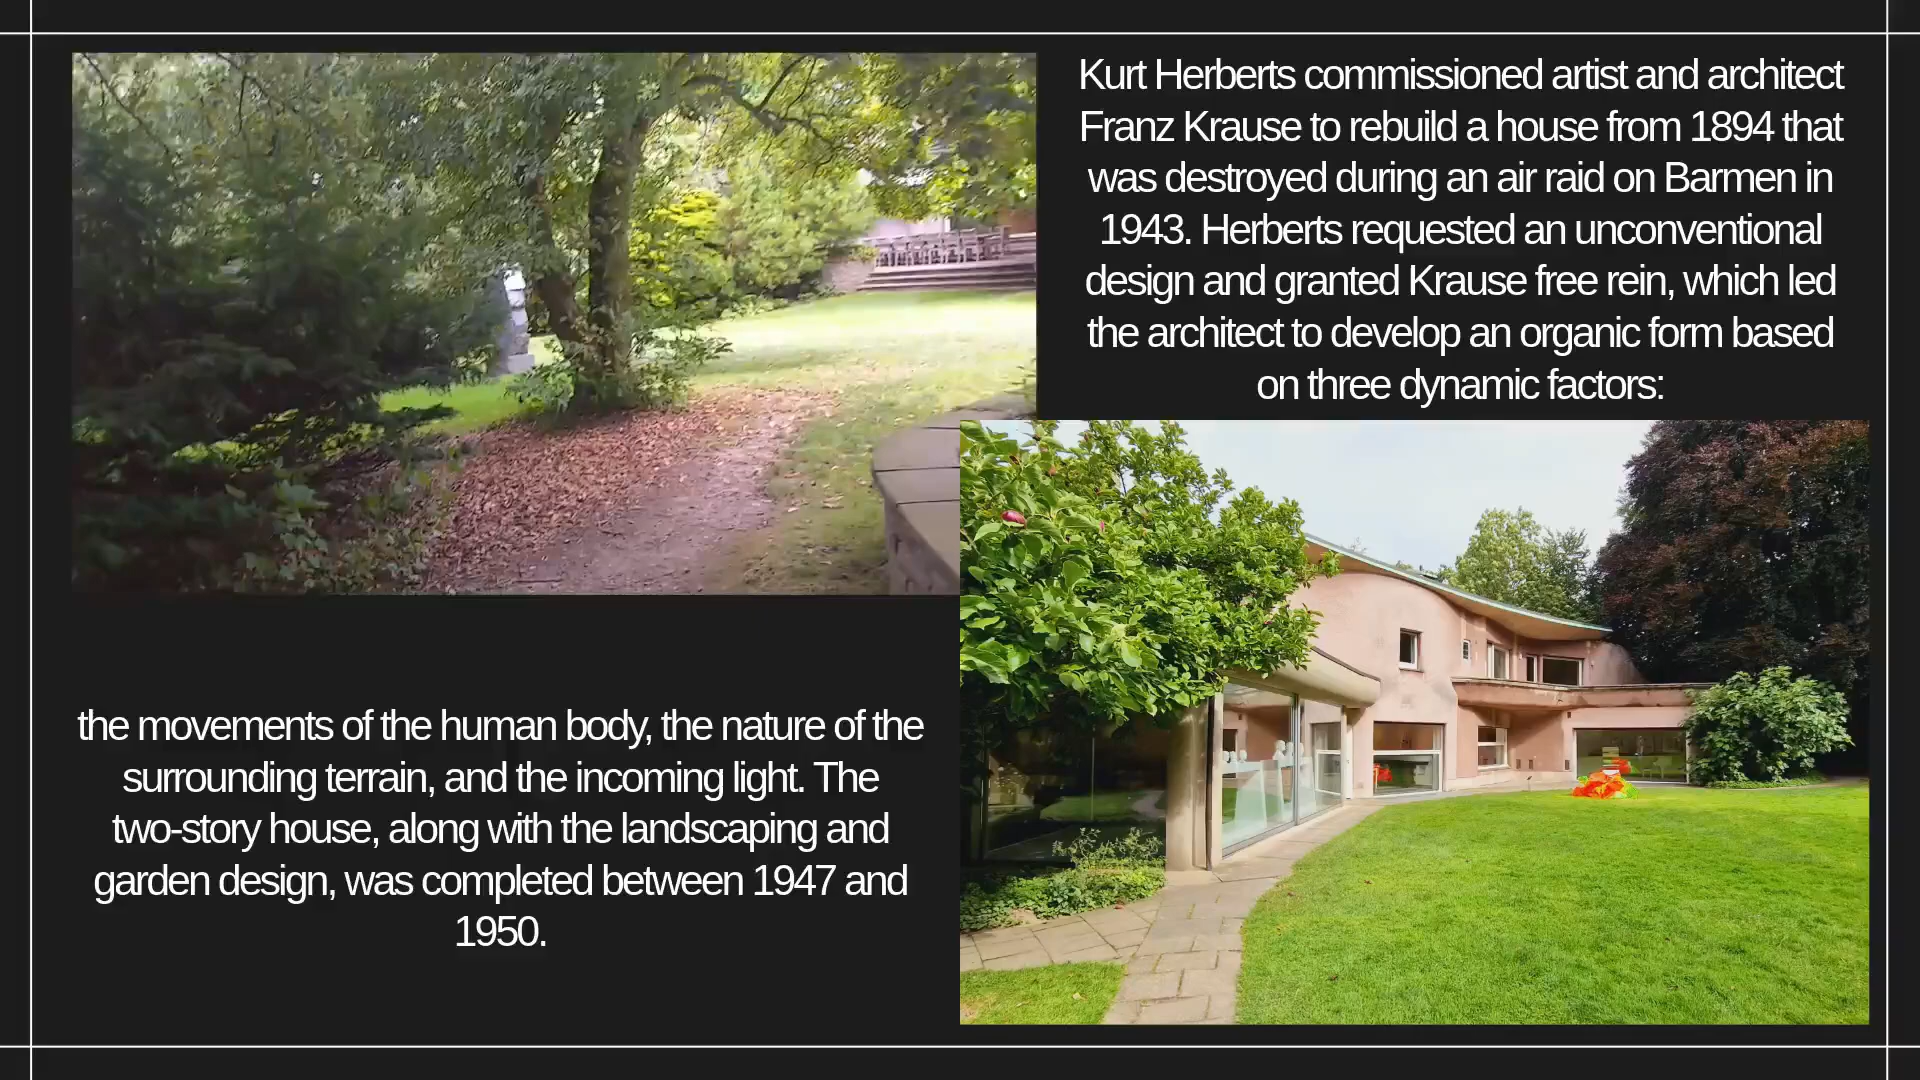 Kurt Herberts commissioned artist and architect
Franz Krause to rebuild a house from 1894 that
was destroyed during an air raid on Barmen in
1943. Herberts requested an unconventional
design and granted Krause free rein, which led
the architect to develop an organic form based
on three dynamic factors:
the movements of the human body, the nature of the
surrounding terrain, and the incoming light. The
two-story house, along with the landscaping and
garden design, was completed between 1947 and
1950.